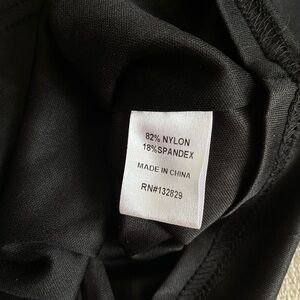 82% NYLON
18%SPANDEX
MADE IN CHINA
RN#132829